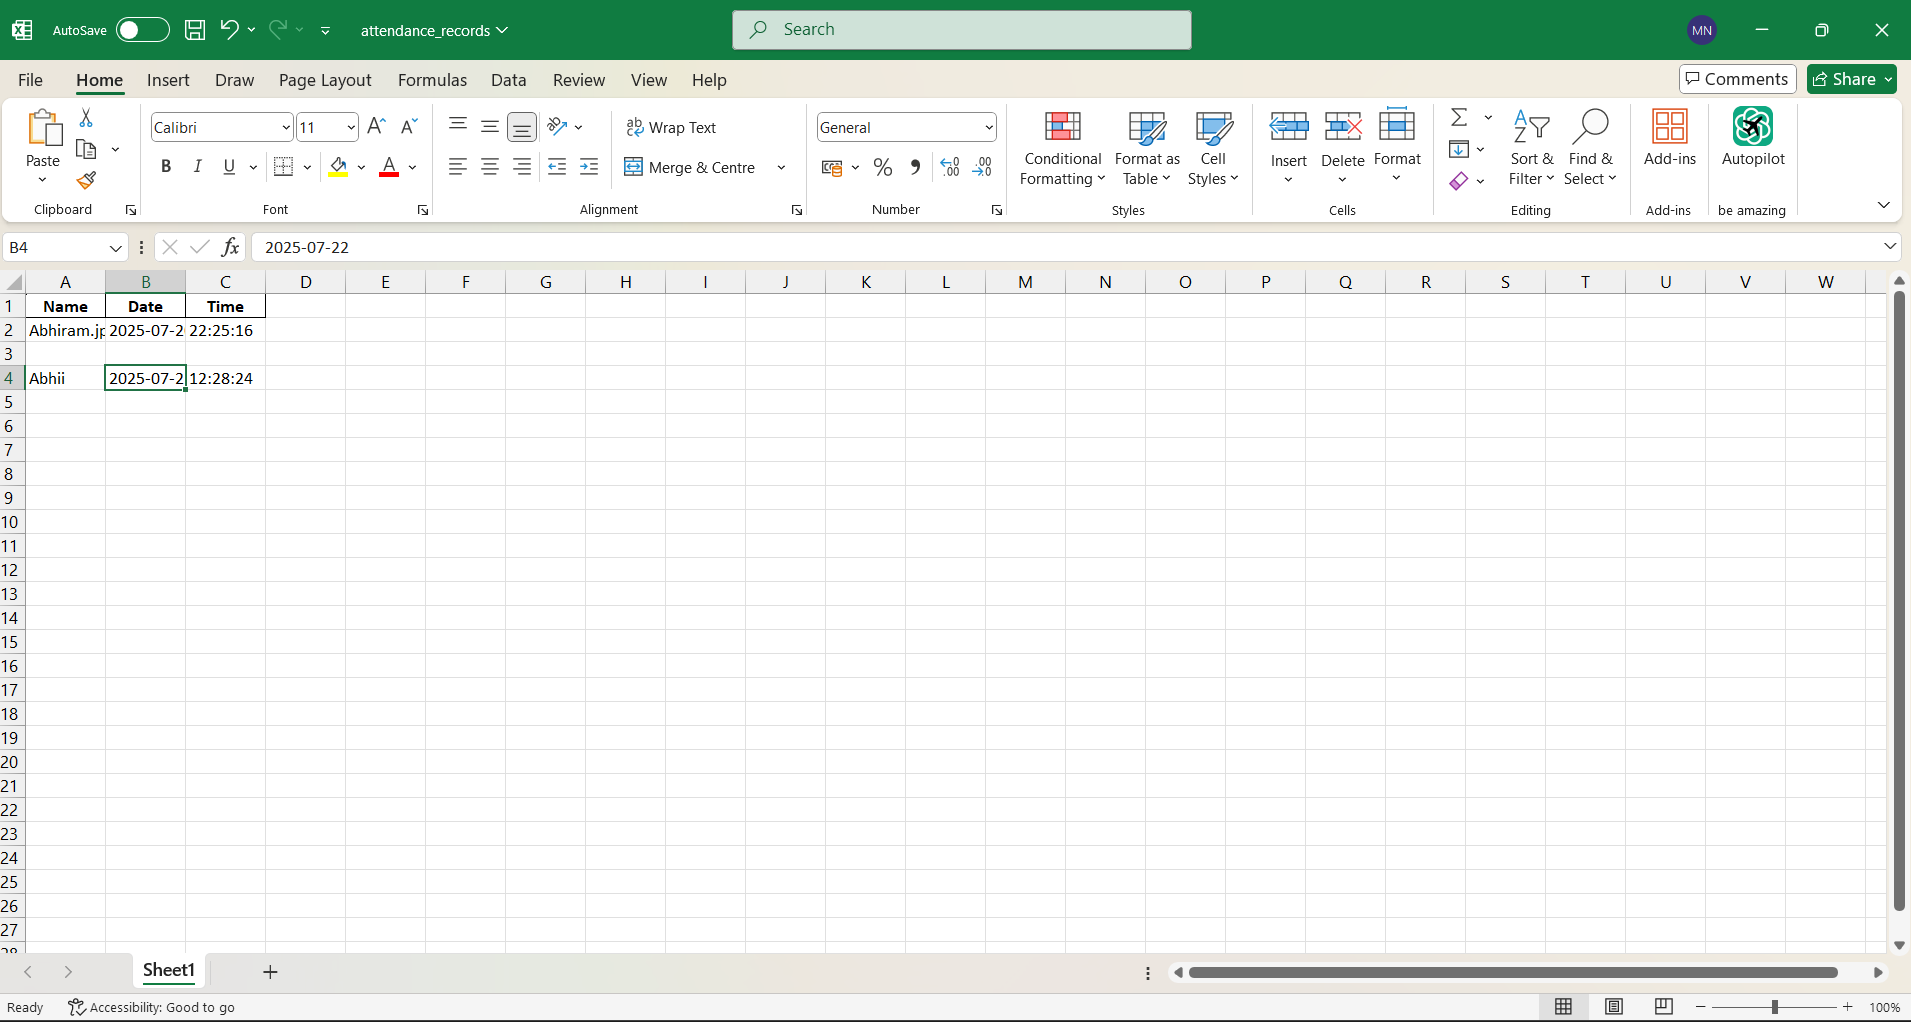 AutoSave
attendance_records
Search
MN
File Home Insert Draw Page Layout Formulas Data Review View Help
Comments Share
Paste
Clipboard
Calibri 11
B I U A
Font
Wrap Text
Merge & Centre
Alignment
General
Number
Conditional Formatting
Format as Table
Cell Styles
Styles
Insert Delete Format
Cells
Sort & Filter
Find & Select
Editing
Add-ins
Add-ins
Autopilot
be amazing
B4 fx 2025-07-22
A B C D E F G H I J K L M N O P Q R S T U V W
1 Name Date Time
2 Abhiram.jp 2025-07-2 22:25:16
3
4 Abhii 2025-07-2 12:28:24
5
6
7
8
9
10
11
12
13
14
15
16
17
18
19
20
21
22
23
24
25
26
27
28
Sheet1
Ready Accessibility: Good to go 100%